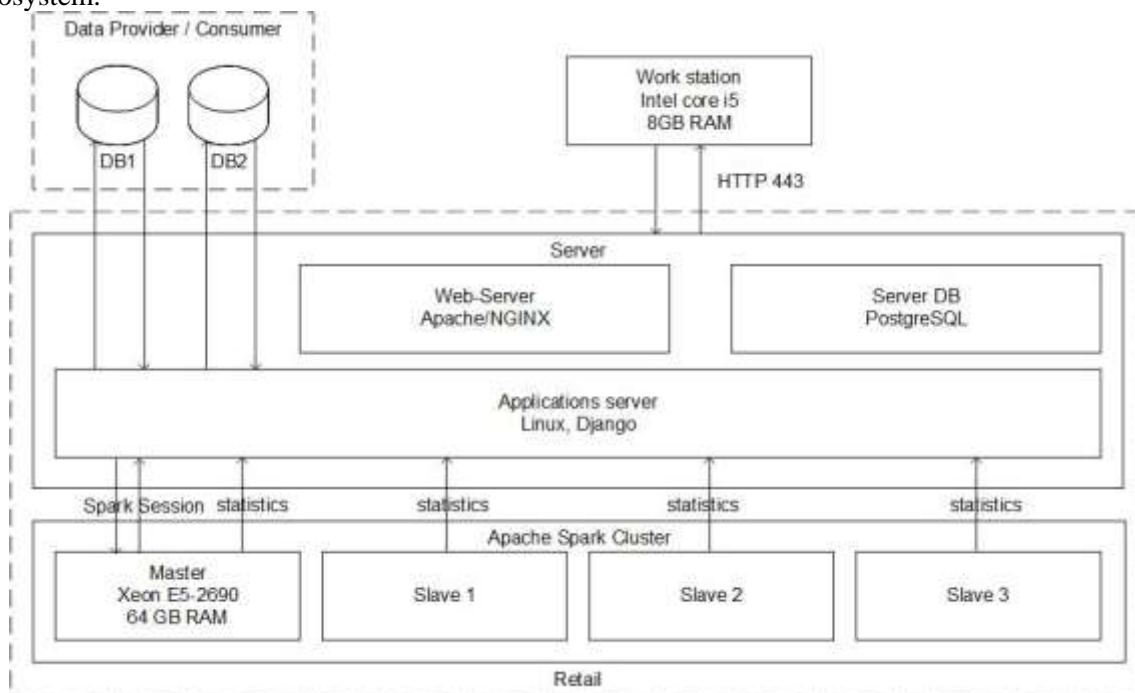 osystem.
Data Provider / Consumer
DB1
DB2
Work station
Intel core i5
8GB RAM
HTTP 443
Server
Web-Server
Apache/NGINX
Server DB
PostgreSQL
Applications server
Linux, Django
Spark Session
statistics
statistics
statistics
statistics
Apache Spark Cluster
Master
Xeon E5-2690
64 GB RAM
Slave 1
Slave 2
Slave 3
Retail